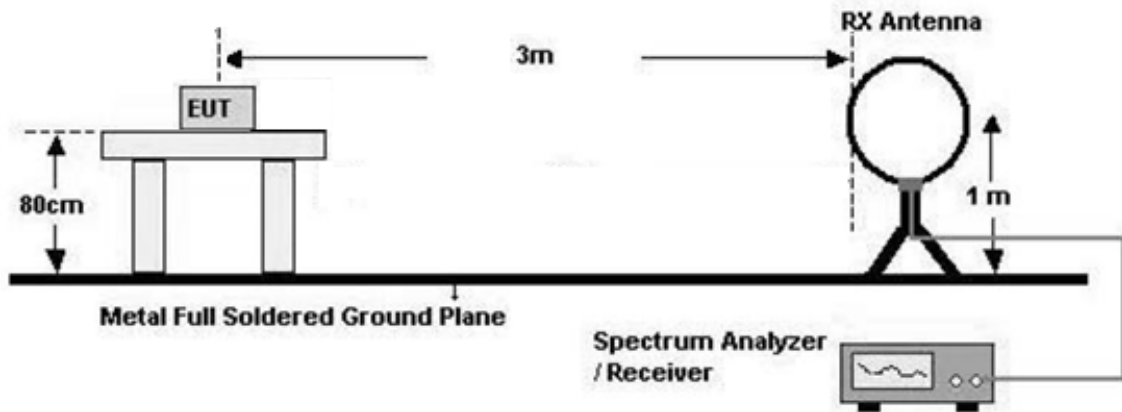 RX Antenna
3m
EUT
80cm
1 m
Metal Full Soldered Ground Plane
Spectrum Analyzer
/ Receiver